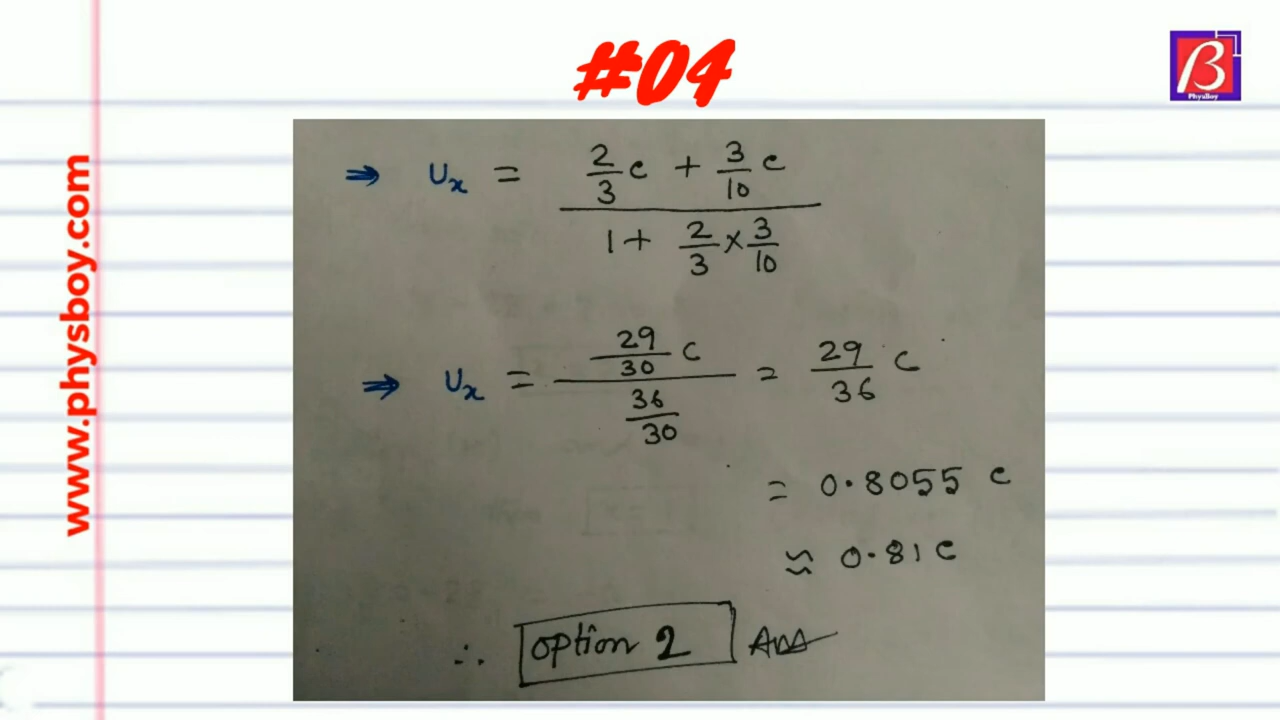 #04
β
PhysBoy
www.physboy.com
⇒ Ux = (2/3 c + 3/10 c) / (1 + 2/3 × 3/10)
⇒ Ux = (29/30 c) / (36/30) = 29/36 c
= 0.8055 c
≈ 0.81 c
∴ option 2 Ans